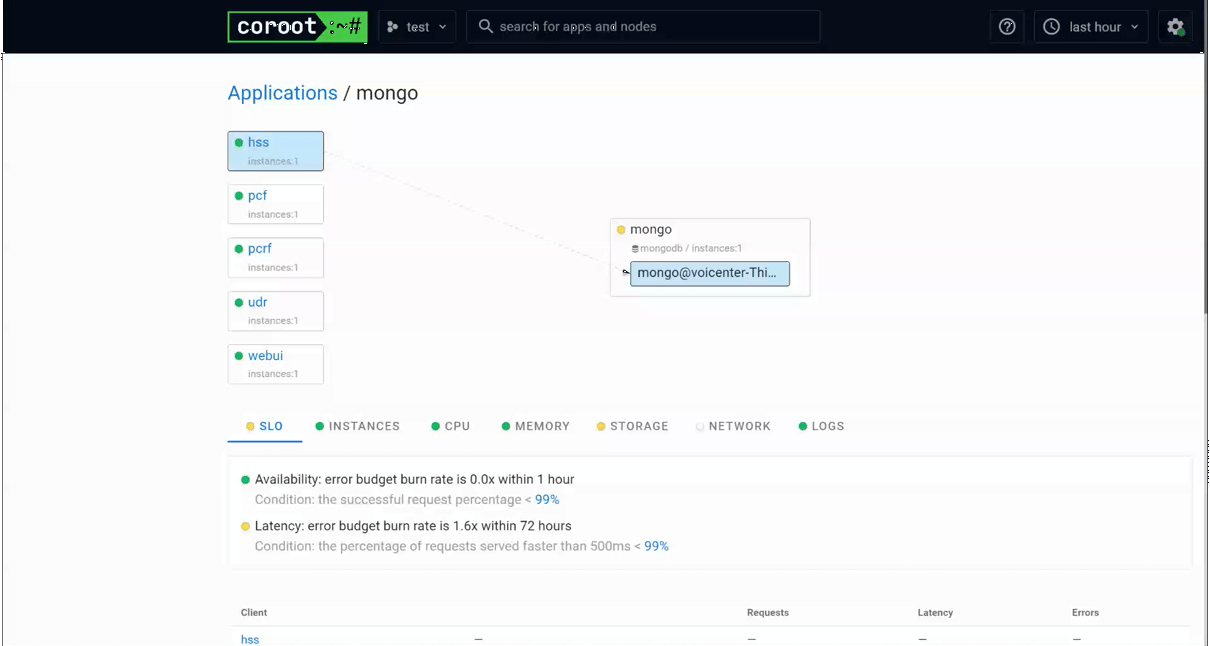 coroot :~#
test
search for apps and nodes
last hour
Applications / mongo
hss
instances:1
pcf
instances:1
pcrf
instances:1
udr
instances:1
webui
instances:1
mongo
mongodb / instances:1
mongo@voicenter-Thi...
SLO INSTANCES CPU MEMORY STORAGE NETWORK LOGS
Availability: error budget burn rate is 0.0x within 1 hour
Condition: the successful request percentage < 99%
Latency: error budget burn rate is 1.6x within 72 hours
Condition: the percentage of requests served faster than 500ms < 99%
Client Requests Latency Errors
hss – – – –